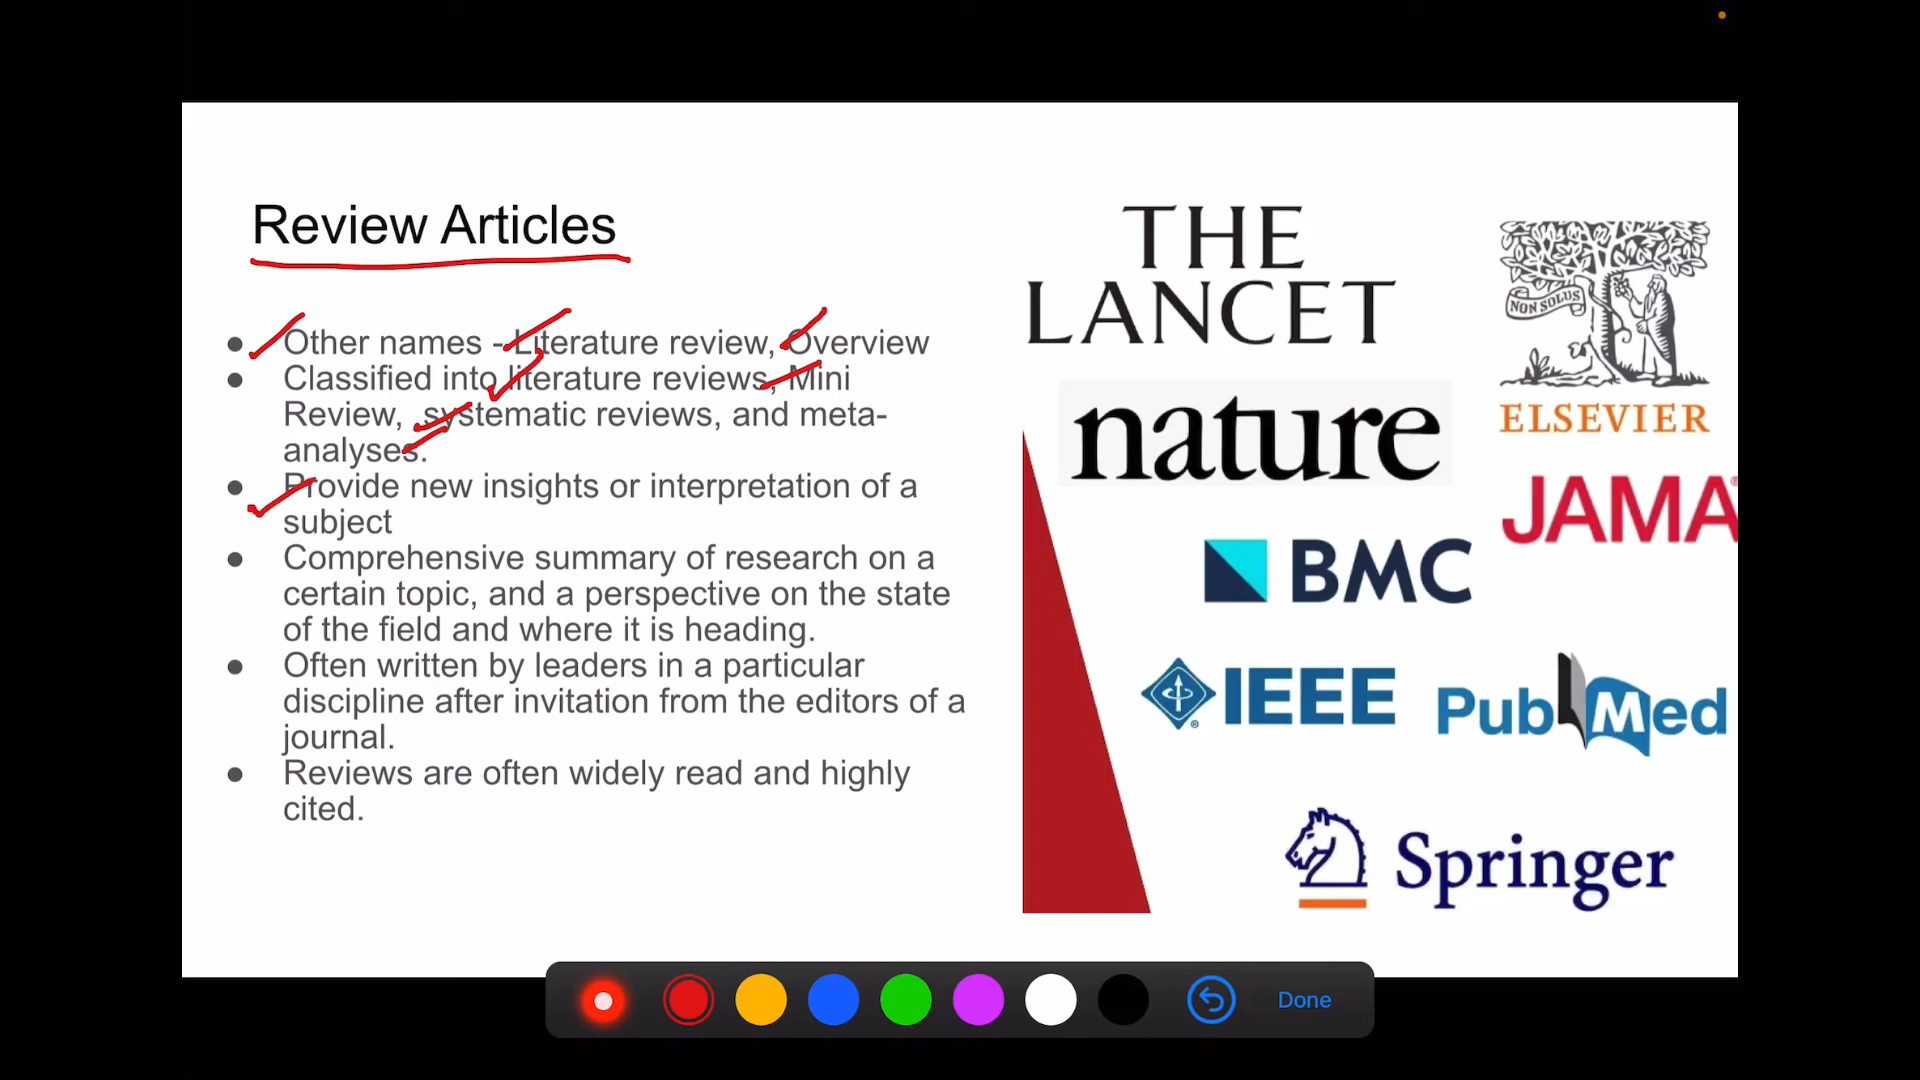 Review Articles
Other names - Literature review, Overview
Classified into literature reviews, Mini
Review, systematic reviews, and meta-
analyses.
Provide new insights or interpretation of a
subject
Comprehensive summary of research on a
certain topic, and a perspective on the state
of the field and where it is heading.
Often written by leaders in a particular
discipline after invitation from the editors of a
journal.
Reviews are often widely read and highly
cited.
THE
LANCET
NON SOLUS
ELSEVIER
nature
JAMA
BMC
IEEE
PubMed
Springer
Done